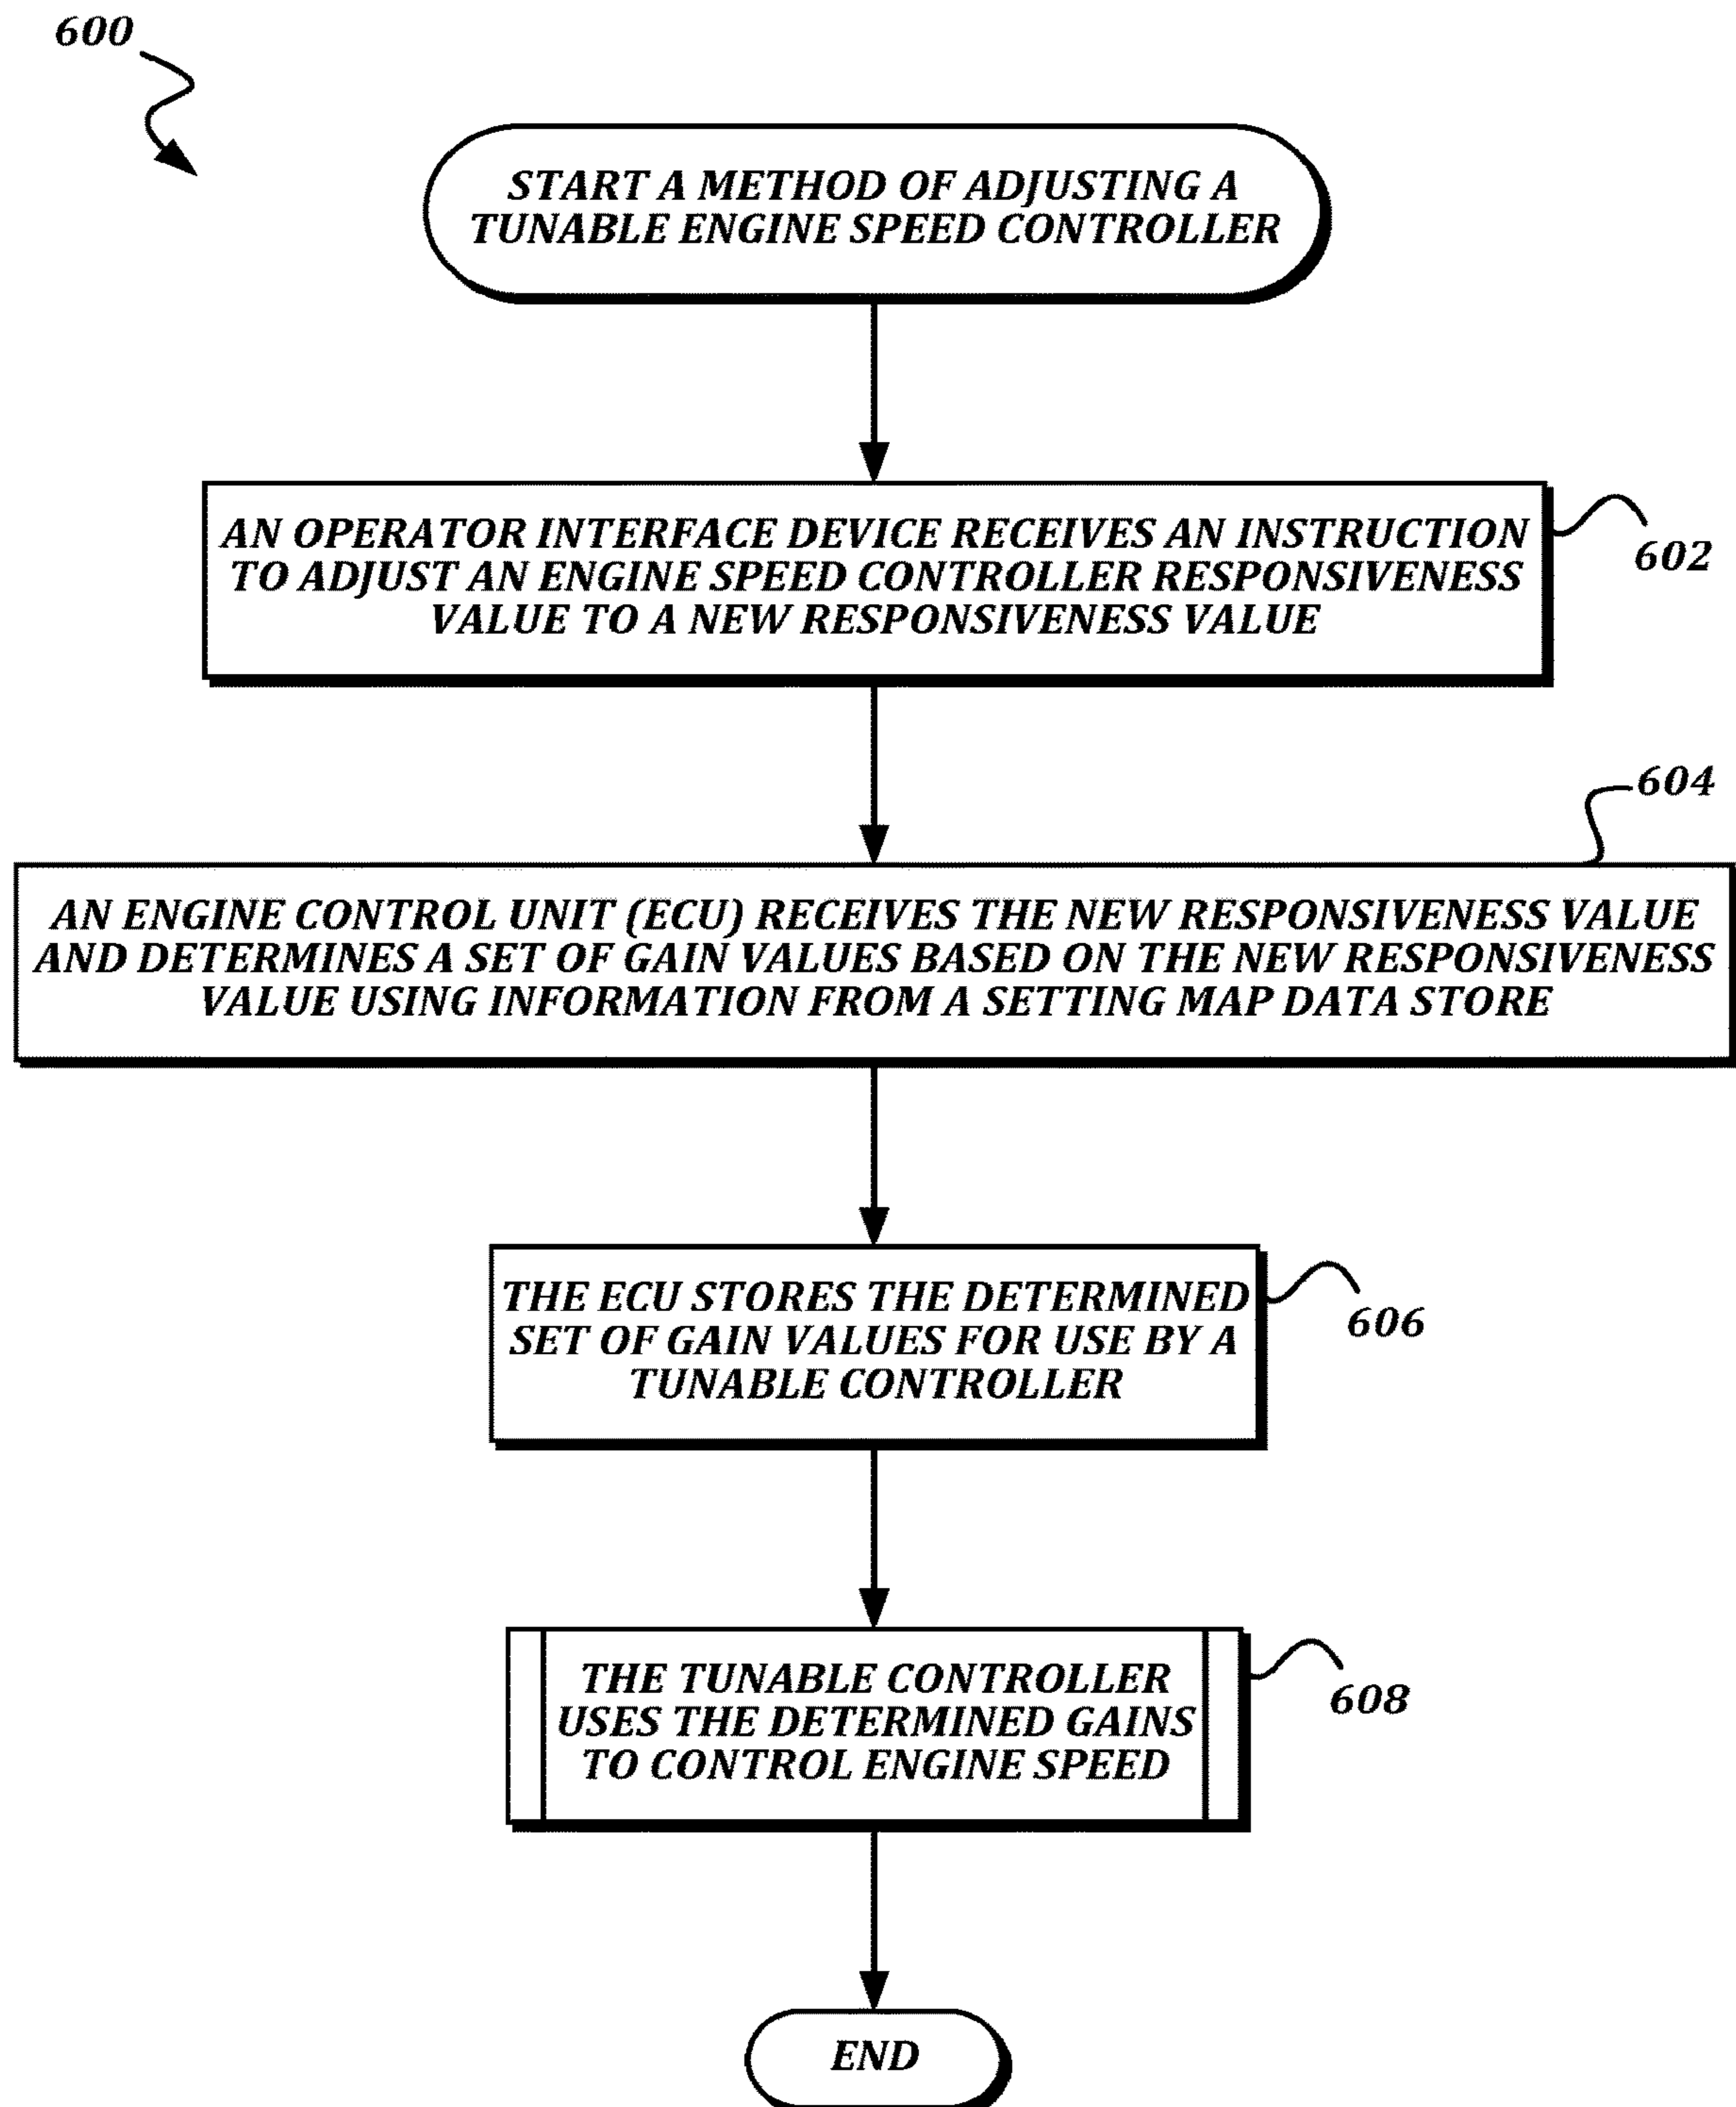 600
START A METHOD OF ADJUSTING A
TUNABLE ENGINE SPEED CONTROLLER
AN OPERATOR INTERFACE DEVICE RECEIVES AN INSTRUCTION
TO ADJUST AN ENGINE SPEED CONTROLLER RESPONSIVENESS
VALUE TO A NEW RESPONSIVENESS VALUE
602
604
AN ENGINE CONTROL UNIT (ECU) RECEIVES THE NEW RESPONSIVENESS VALUE
AND DETERMINES A SET OF GAIN VALUES BASED ON THE NEW RESPONSIVENESS
VALUE USING INFORMATION FROM A SETTING MAP DATA STORE
THE ECU STORES THE DETERMINED
SET OF GAIN VALUES FOR USE BY A
TUNABLE CONTROLLER
606
THE TUNABLE CONTROLLER
USES THE DETERMINED GAINS
TO CONTROL ENGINE SPEED
608
END